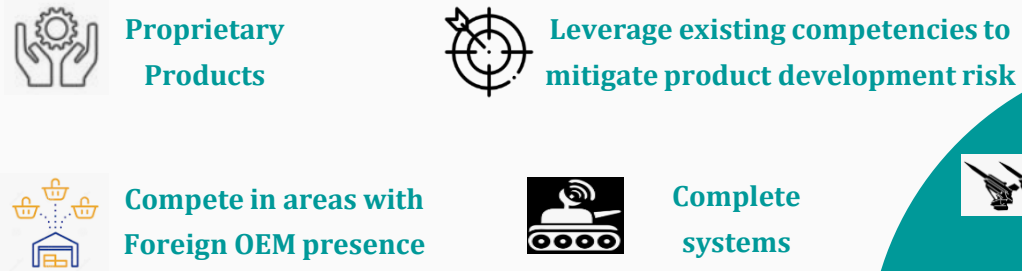 Proprietary
Products
Leverage existing competencies to
mitigate product development risk
Compete in areas with
Foreign OEM presence
Complete
systems